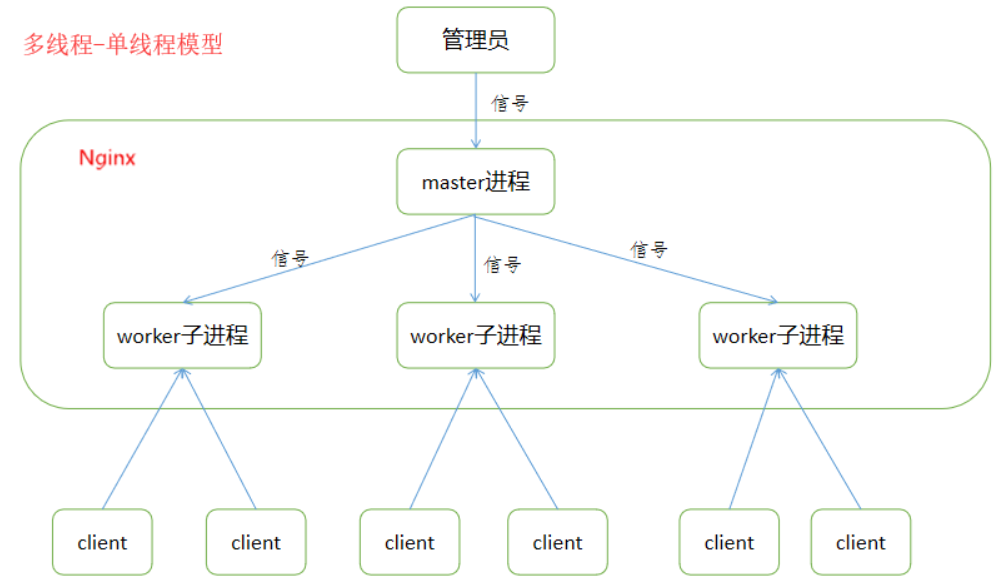 多线程-单线程模型
管理员
信号
Nginx
master进程
信号
信号
信号
worker子进程
worker子进程
worker子进程
client
client
client
client
client
client